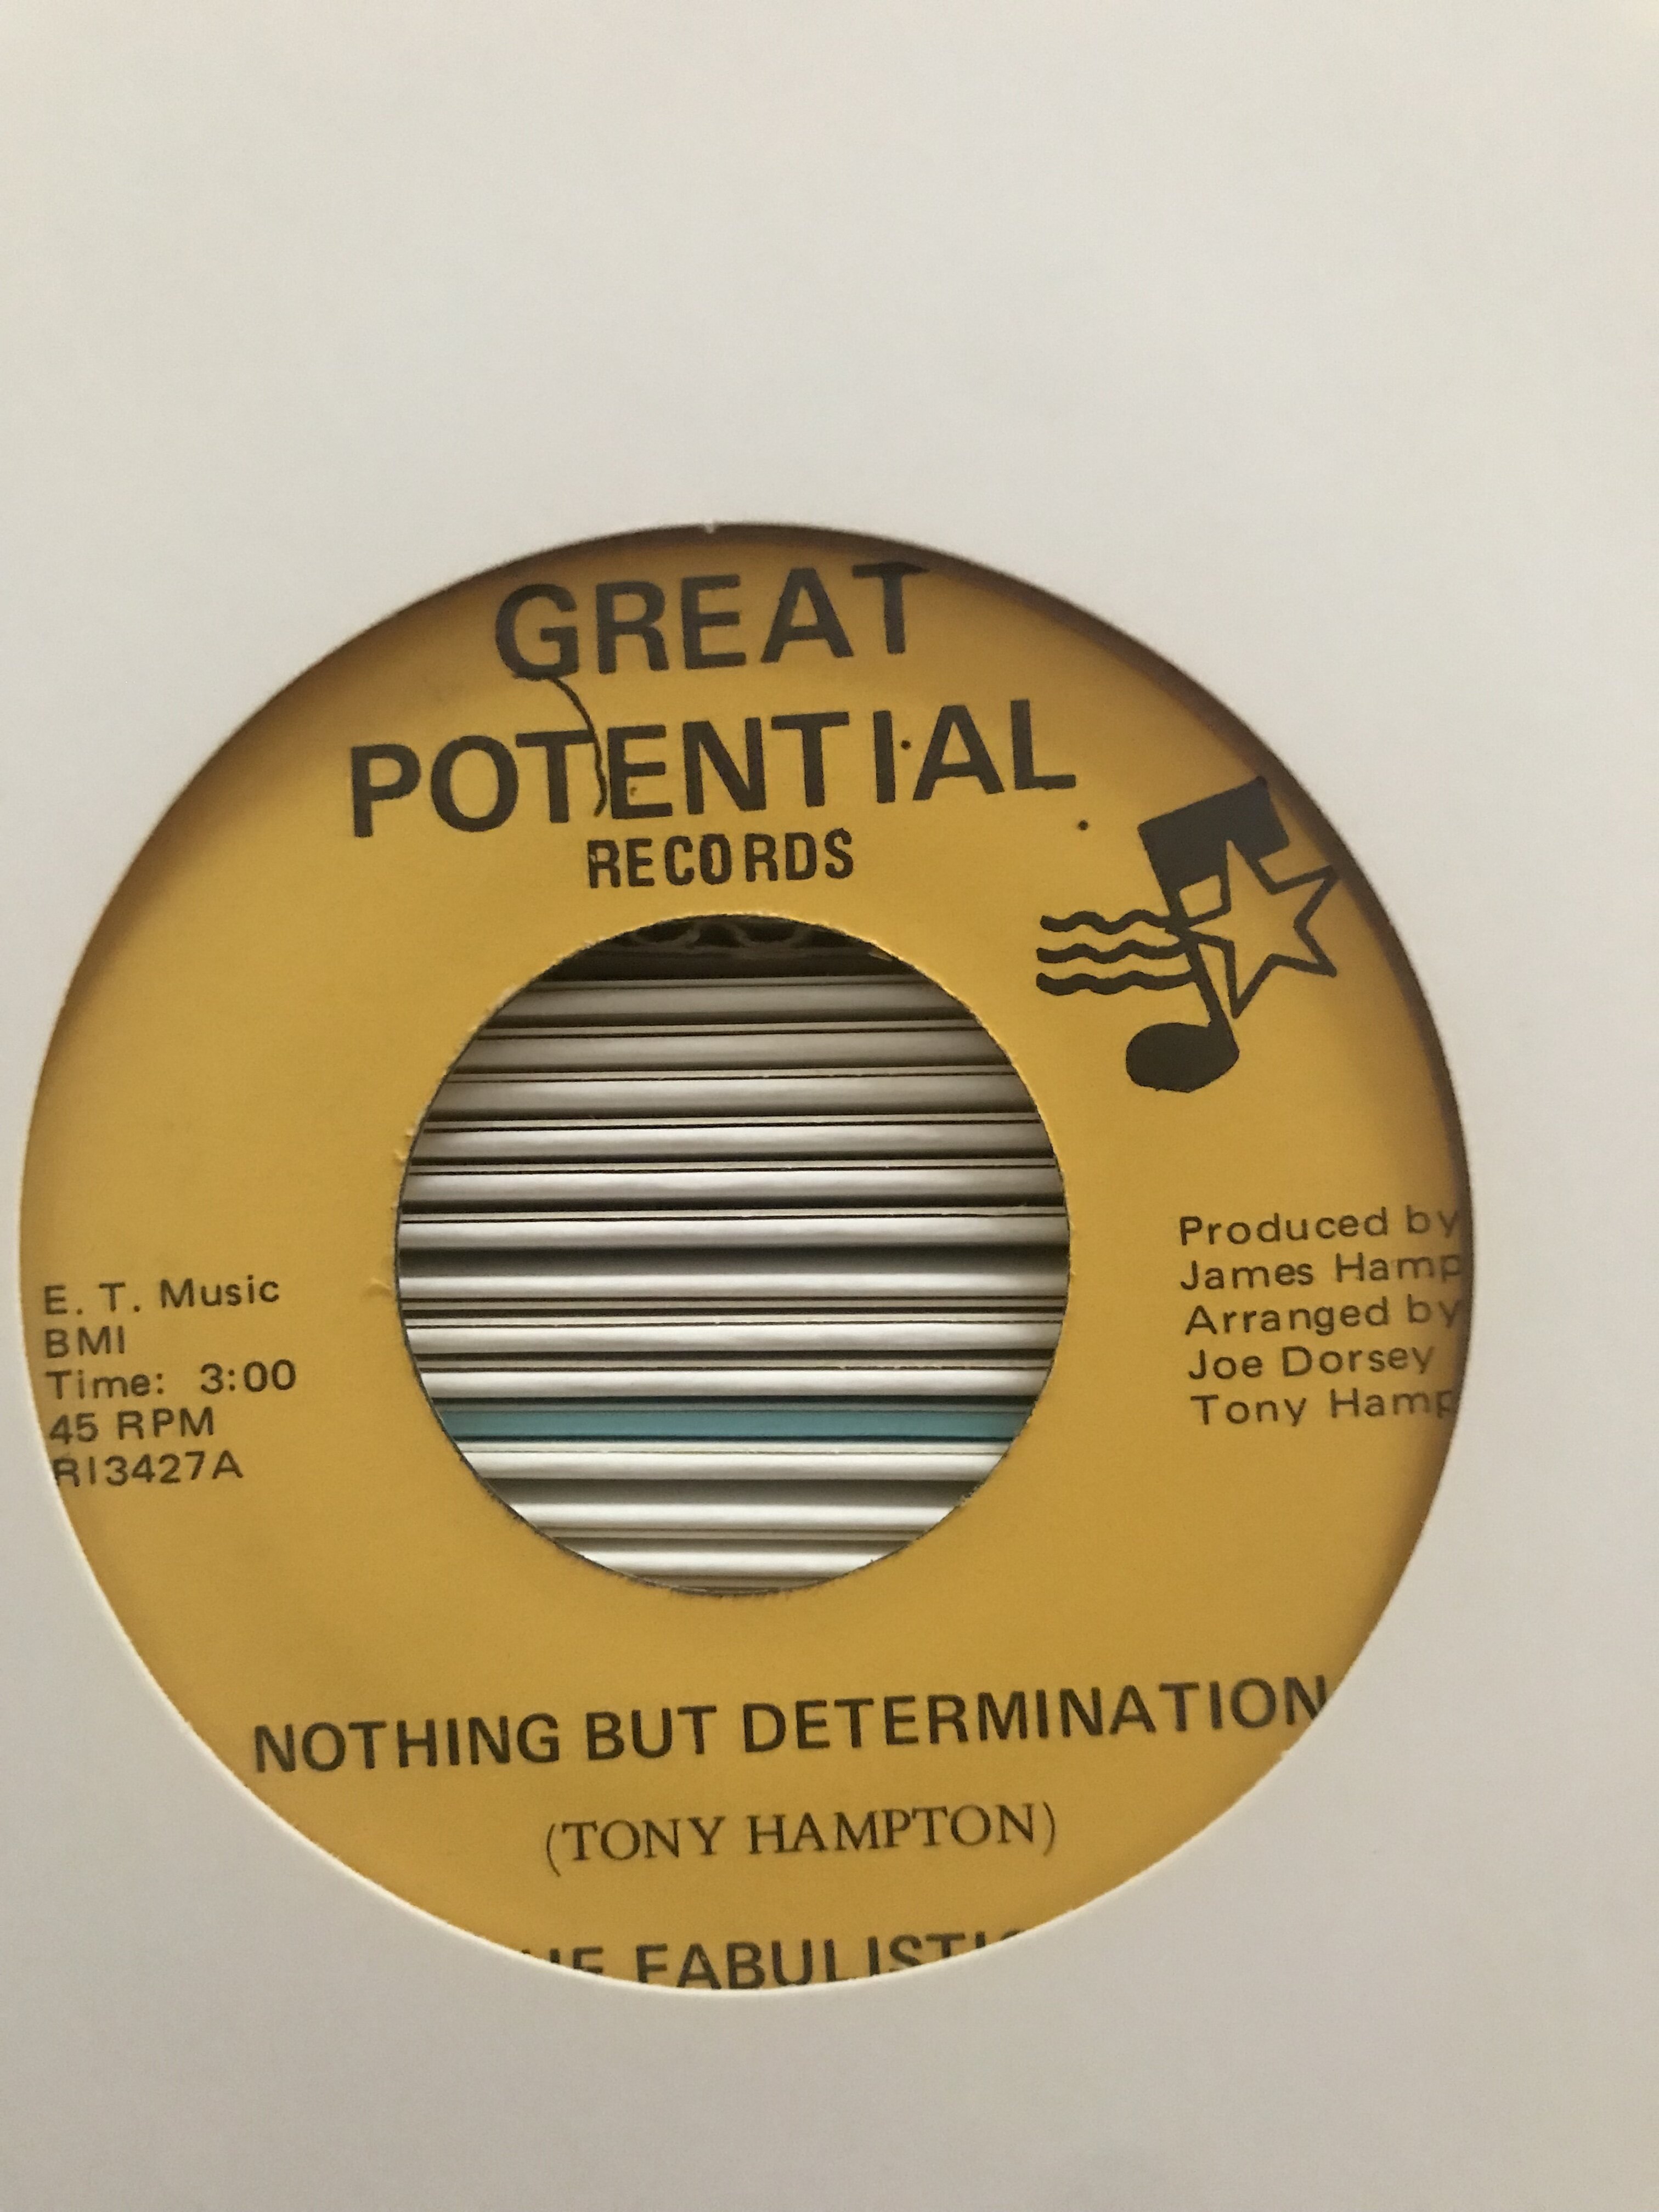 GREAT
POTENTIAL
RECORDS
E. T. Music
BMI
Time: 3:00
45 RPM
RI3427A
Produced by
James Hamp
Arranged by
Joe Dorsey
Tony Hamp
NOTHING BUT DETERMINATION
(TONY HAMPTON)